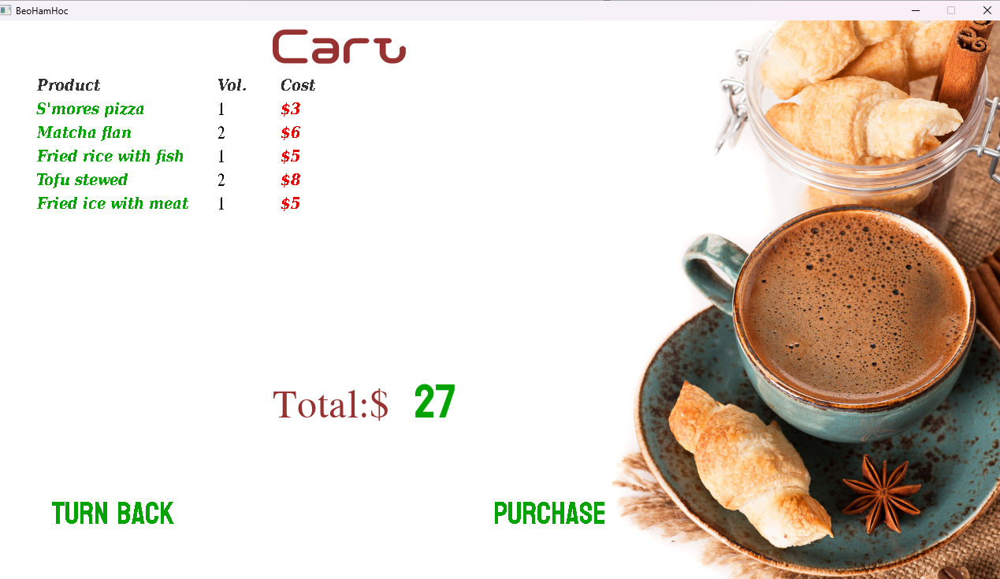 BeoHamHoc
Cart
Product Vol. Cost
S'mores pizza 1 $3
Matcha flan 2 $6
Fried rice with fish 1 $5
Tofu stewed 2 $8
Fried ice with meat 1 $5
Total:$ 27
TURN BACK PURCHASE